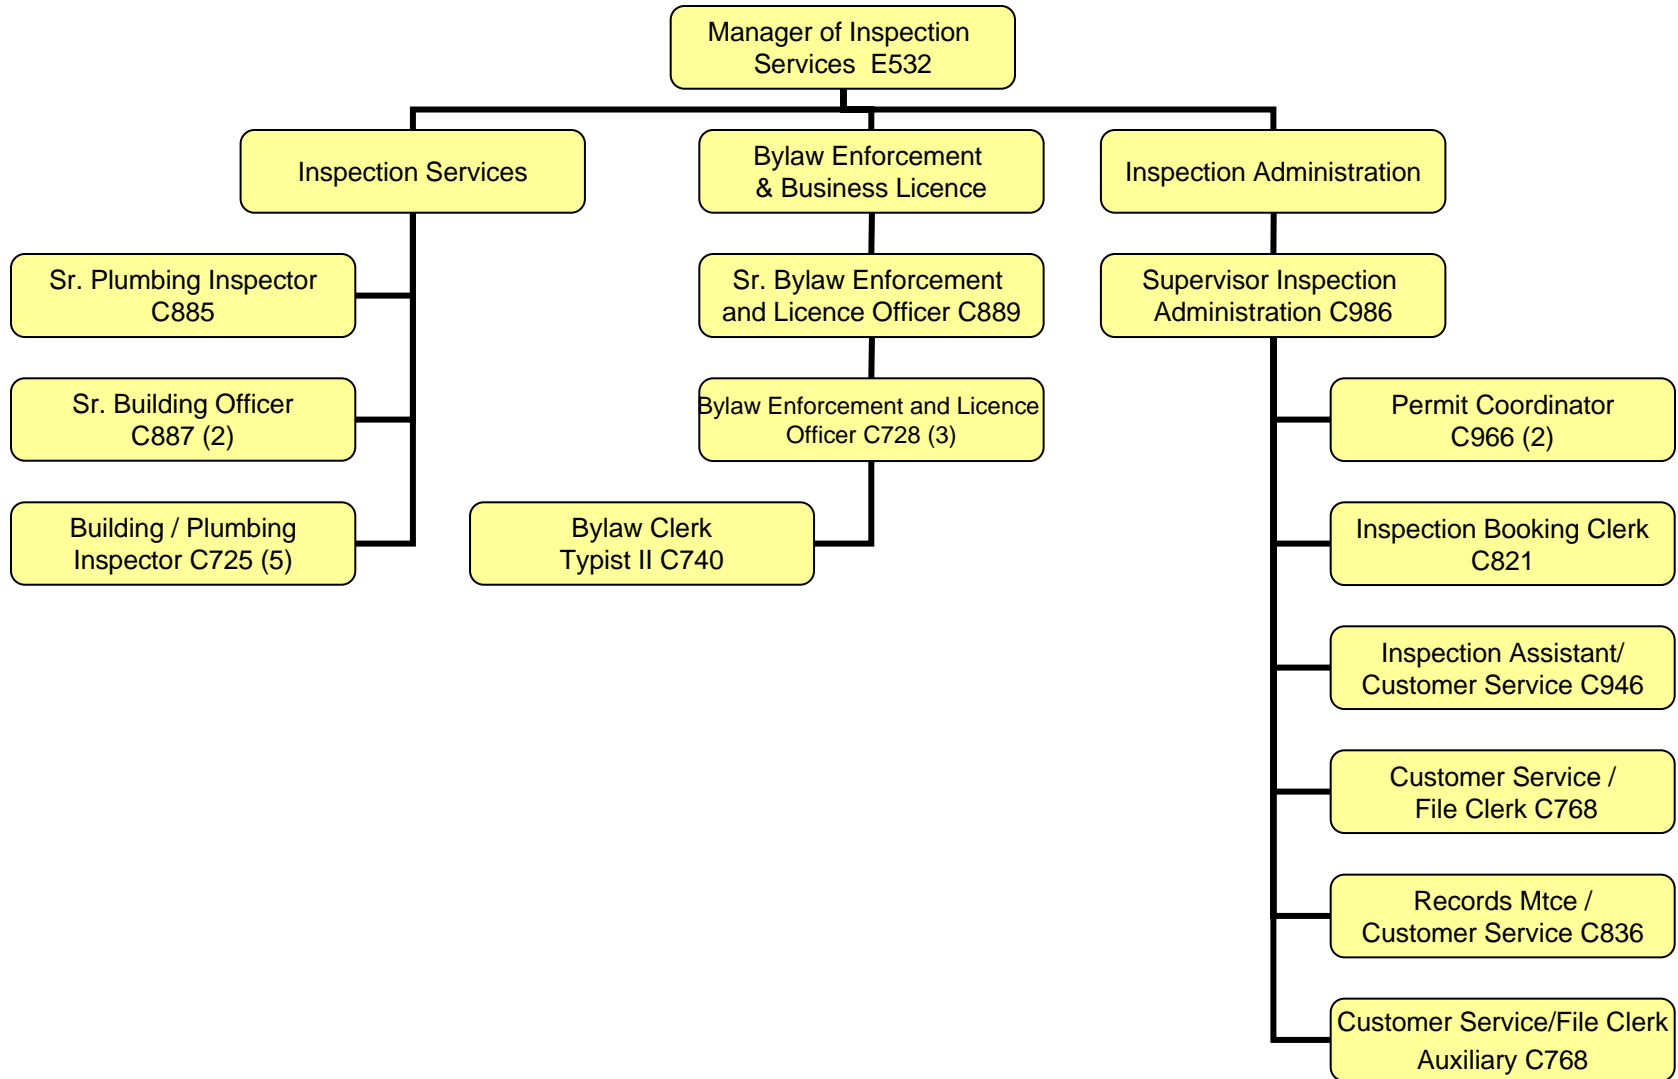 Manager of Inspection
Services E532
Inspection Services
Bylaw Enforcement
& Business Licence
Inspection Administration
Sr. Plumbing Inspector
C885
Sr. Bylaw Enforcement
and Licence Officer C889
Supervisor Inspection
Administration C986
Sr. Building Officer
C887 (2)
Bylaw Enforcement and Licence
Officer C728 (3)
Permit Coordinator
C966 (2)
Building / Plumbing
Inspector C725 (5)
Bylaw Clerk
Typist II C740
Inspection Booking Clerk
C821
Inspection Assistant/
Customer Service C946
Customer Service /
File Clerk C768
Records Mtce /
Customer Service C836
Customer Service/File Clerk
Auxiliary C768